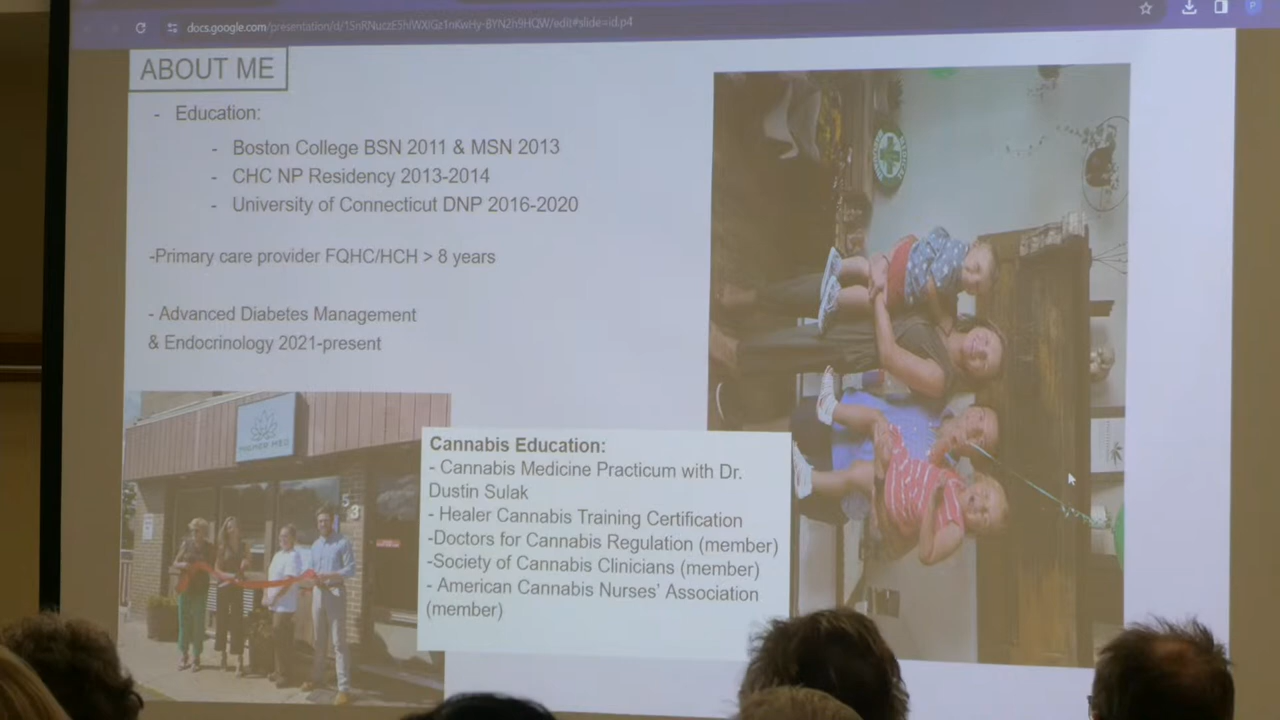 docs.google.com/presentation/d/
ABOUT ME
- Education:
- Boston College BSN 2011 & MSN 2013
- CHC NP Residency 2013-2014
- University of Connecticut DNP 2016-2020
-Primary care provider FQHC/HCH > 8 years
- Advanced Diabetes Management
& Endocrinology 2021-present
Cannabis Education:
- Cannabis Medicine Practicum with Dr.
Dustin Sulak
- Healer Cannabis Training Certification
-Doctors for Cannabis Regulation (member)
-Society of Cannabis Clinicians (member)
- American Cannabis Nurses' Association
(member)
53